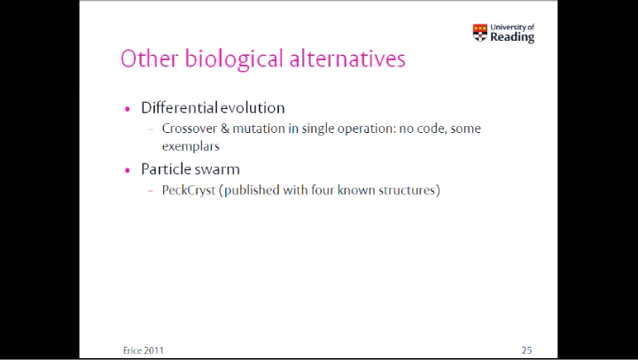 University of
Reading
Other biological alternatives
• Differential evolution
– Crossover & mutation in single operation: no code, some
exemplars
• Particle swarm
– PeckCryst (published with four known structures)
Erice 2011
25